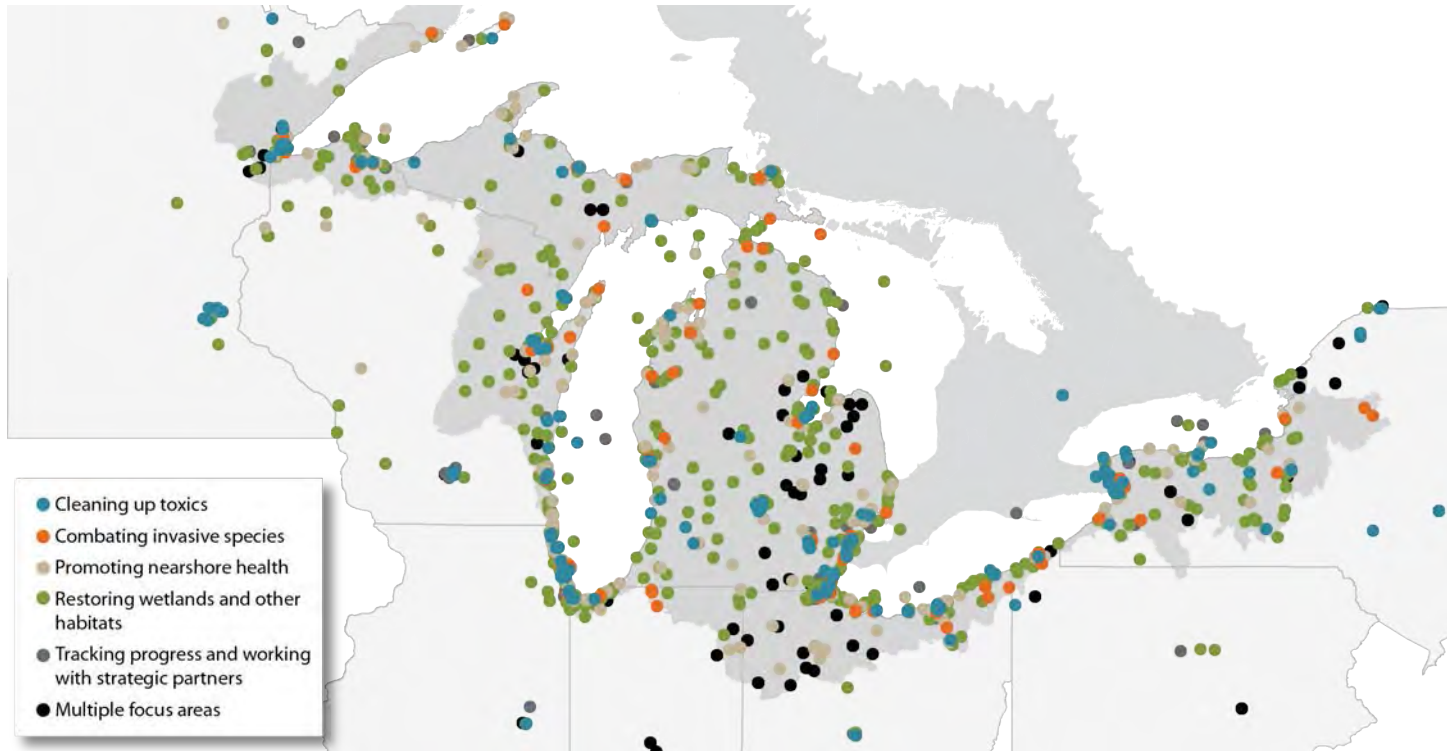 Cleaning up toxics
Combating invasive species
Promoting nearshore health
Restoring wetlands and other
habitats
Tracking progress and working
with strategic partners
Multiple focus areas